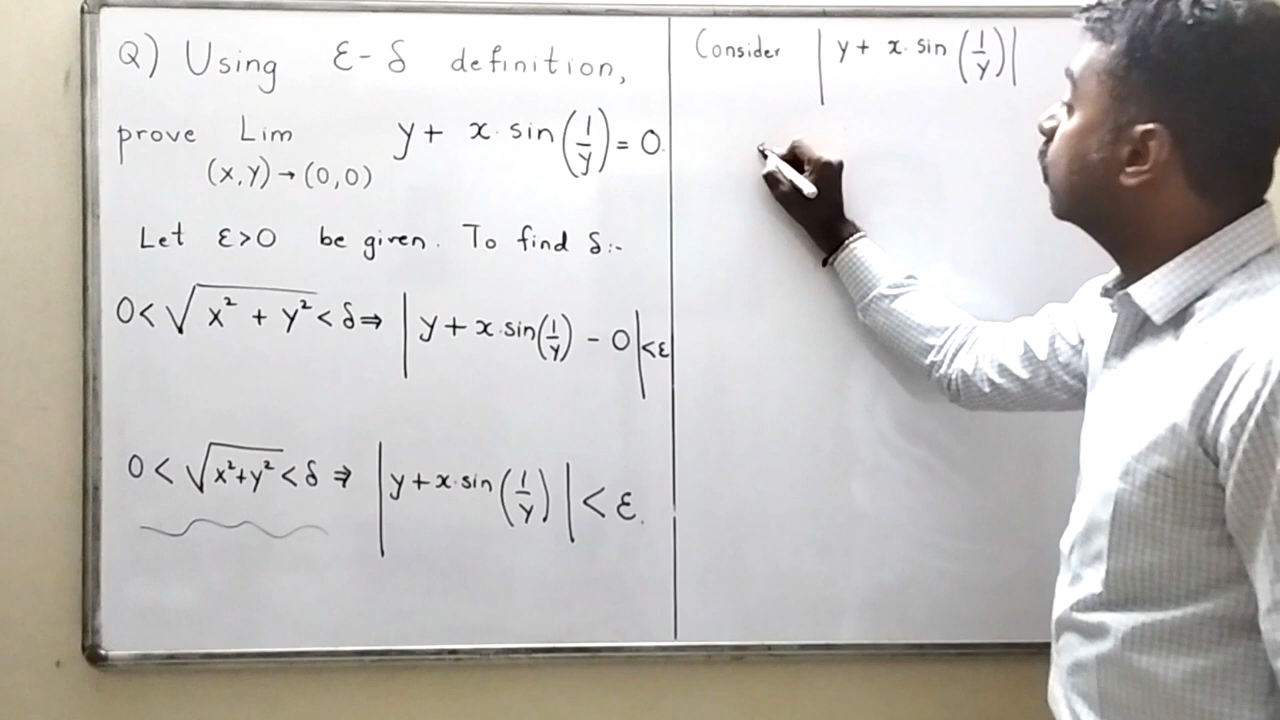 Q) Using ε-δ definition,
prove Lim y + x·sin(1/y) = 0.
(x,y)→(0,0)
Let ε>0 be given. To find δ:-
0 < √x² + y² < δ ⇒ |y + x·sin(1/y) - 0| < ε
0 < √x²+y² < δ ⇒ |y + x·sin(1/y)| < ε.
Consider |y + x·sin(1/y)|